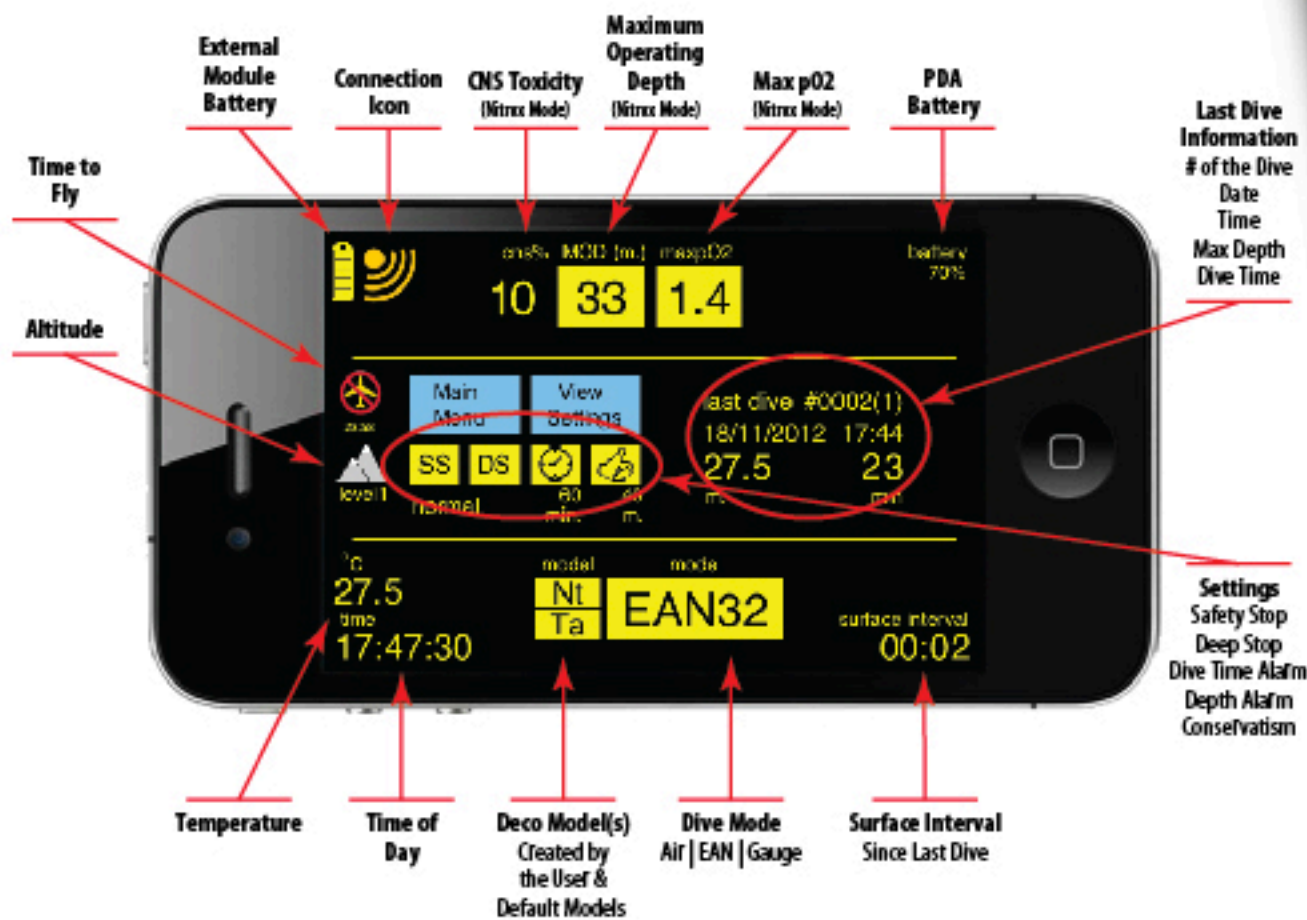 Maximum
Operating
Depth
(Nitrox Mode)
External
Module
Battery
Connection
Icon
CNS Toxicity
(Nitrox Mode)
Max pO2
(Nitrox Mode)
PDA
Battery
Last Dive
Information
# of the Dive
Date
Time
Max Depth
Dive Time
Time to
Fly
Altitude
cns% MOD (m.) maxpO2
10 33 1.4
battery
70%
Main
Menu
View
Settings
last dive #0002(1)
18/11/2012 17:44
27.5 23
m. min
SS DS
level1
normal
60
min.
m.
°C
27.5
time
17:47:30
model
Nt
Ta
mode
EAN32
surface interval
00:02
Settings
Safety Stop
Deep Stop
Dive Time Alarm
Depth Alarm
Conservatism
Temperature
Time of
Day
Deco Model(s)
Created by
the User &
Default Models
Dive Mode
Air | EAN | Gauge
Surface Interval
Since Last Dive